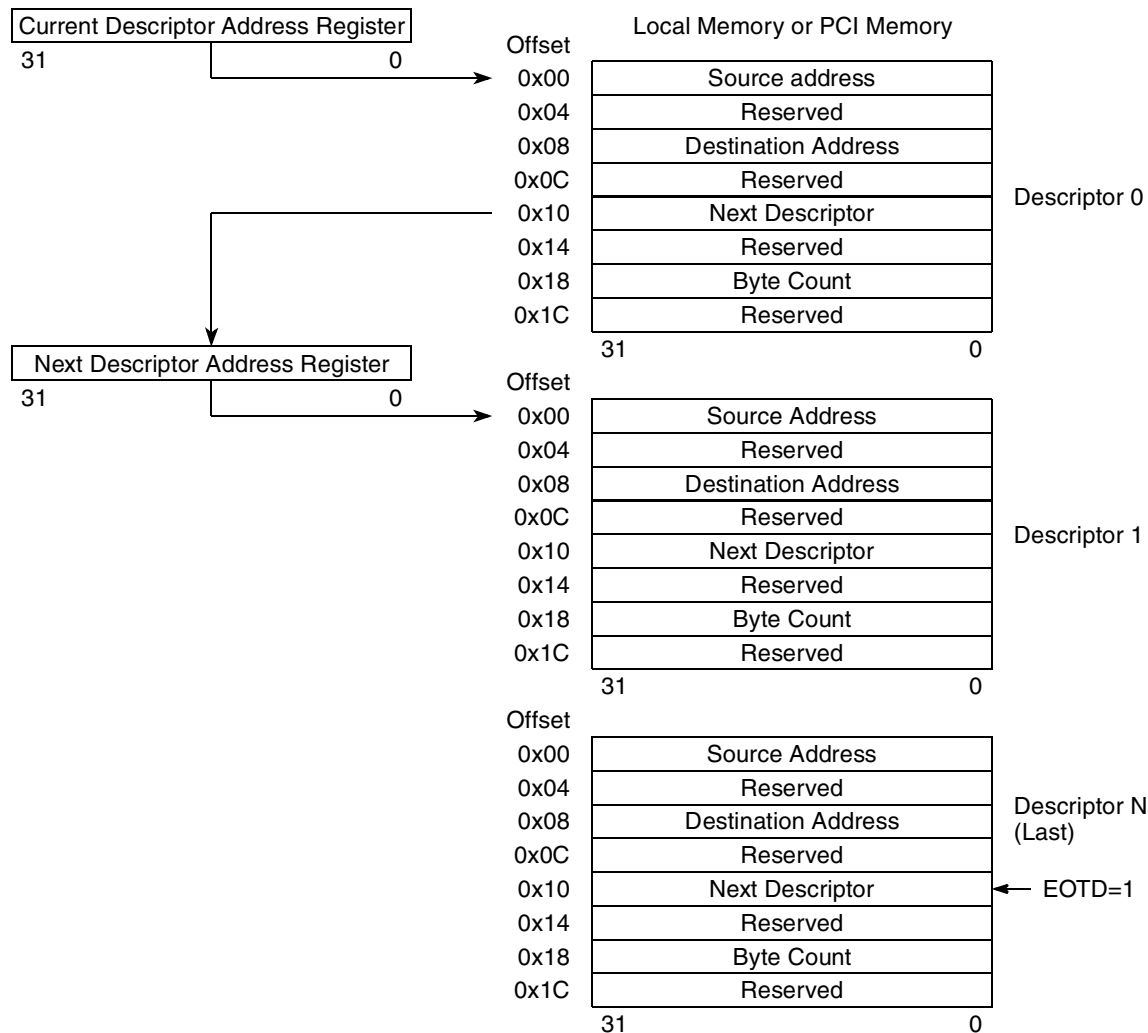 Current Descriptor Address Register
31 0
Local Memory or PCI Memory
Offset
0x00 Source address
0x04 Reserved
0x08 Destination Address
0x0C Reserved
0x10 Next Descriptor
0x14 Reserved
0x18 Byte Count
0x1C Reserved
31 0
Descriptor 0
Next Descriptor Address Register
31 0
Offset
0x00 Source Address
0x04 Reserved
0x08 Destination Address
0x0C Reserved
0x10 Next Descriptor
0x14 Reserved
0x18 Byte Count
0x1C Reserved
31 0
Descriptor 1
Offset
0x00 Source Address
0x04 Reserved
0x08 Destination Address
0x0C Reserved
0x10 Next Descriptor
0x14 Reserved
0x18 Byte Count
0x1C Reserved
31 0
Descriptor N
(Last)
EOTD=1